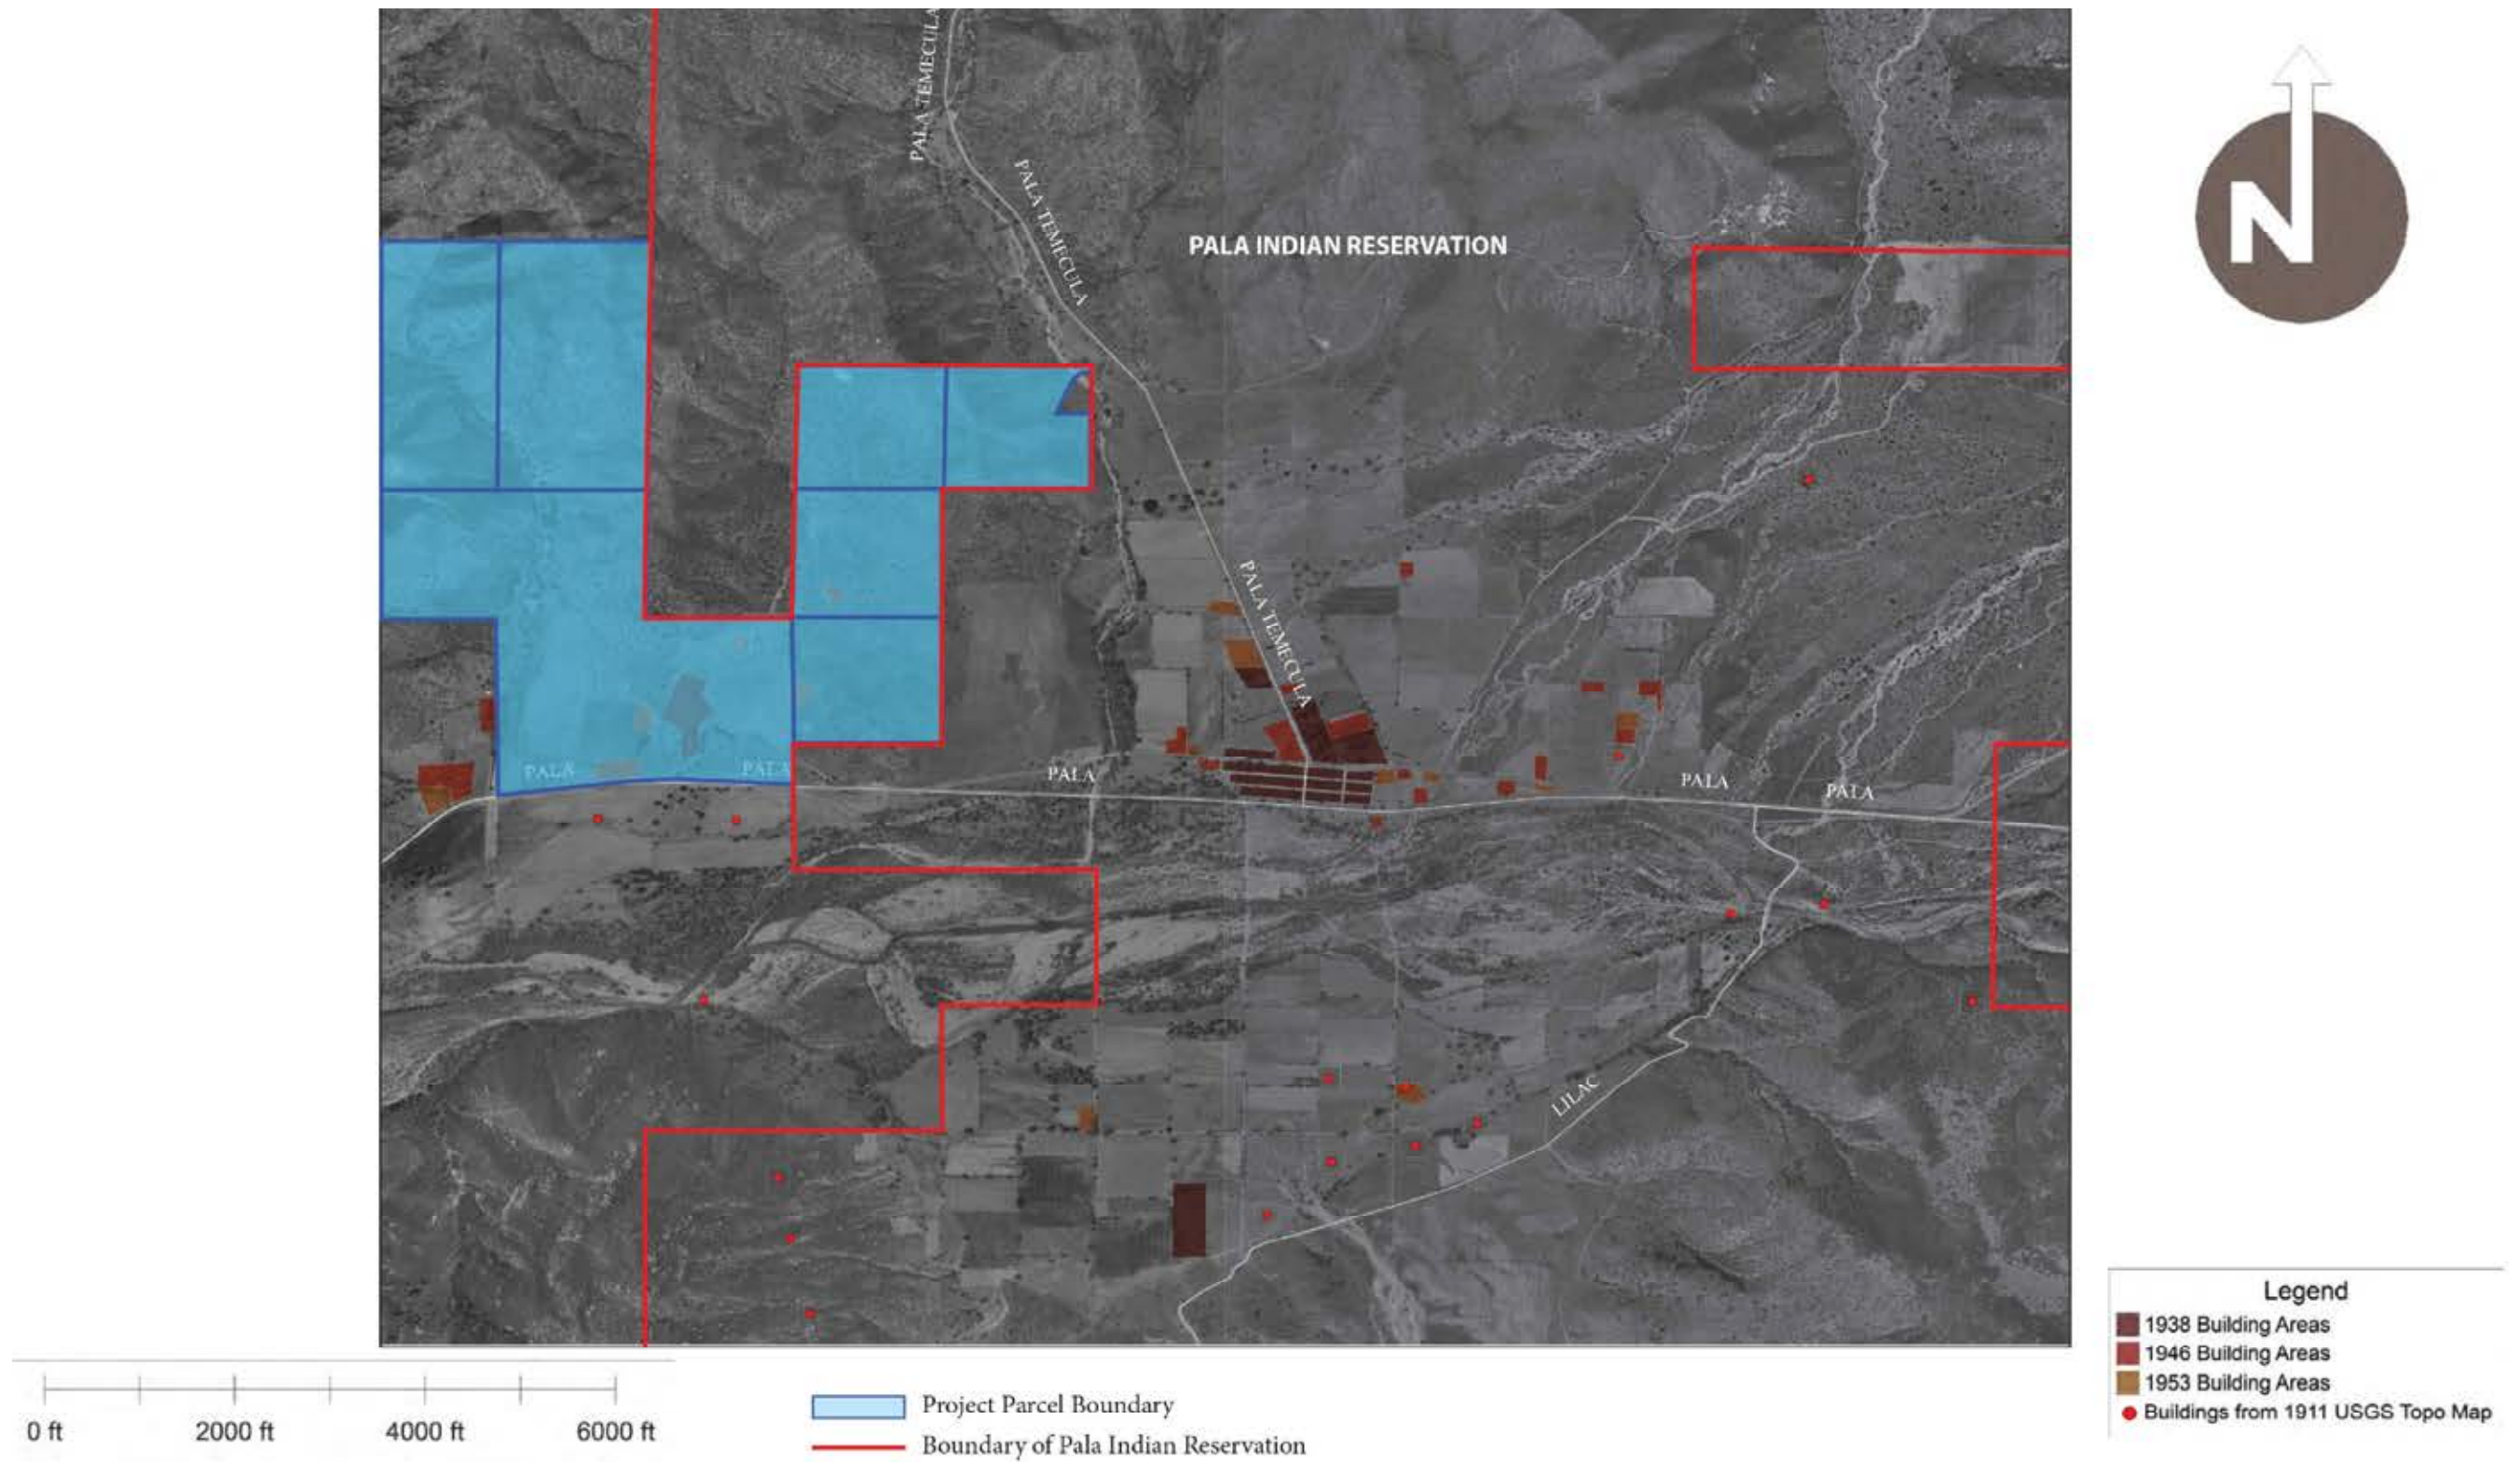 PALA TEMECULA
PALA TEMECULA
PALA INDIAN RESERVATION
N
PALA TEMECULA
PALA
PALA
PALA
PALA
PALA
LILAC
Legend
1938 Building Areas
1946 Building Areas
1953 Building Areas
Buildings from 1911 USGS Topo Map
0 ft
2000 ft
4000 ft
6000 ft
Project Parcel Boundary
Boundary of Pala Indian Reservation